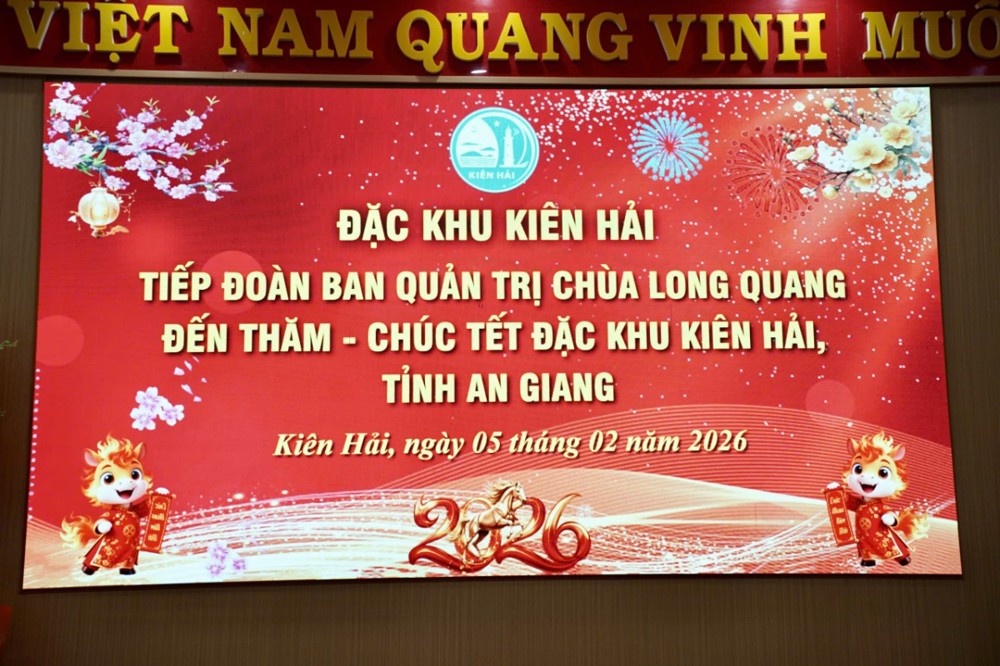 VIỆT NAM QUANG VINH MUÔ
KIÊN HẢI
ĐẶC KHU KIÊN HẢI
TIẾP ĐOÀN BAN QUẢN TRỊ CHÙA LONG QUANG
ĐẾN THĂM - CHÚC TẾT ĐẶC KHU KIÊN HẢI,
TỈNH AN GIANG
Kiên Hải, ngày 05 tháng 02 năm 2026
2026